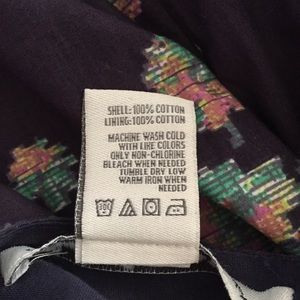 SHELL: 100% COTTON
LINING: 100% COTTON
MACHINE WASH COLD
WITH LIKE COLORS
ONLY NON-CHLORINE
BLEACH WHEN NEEDED
TUMBLE DRY LOW
WARM IRON WHEN
NEEDED